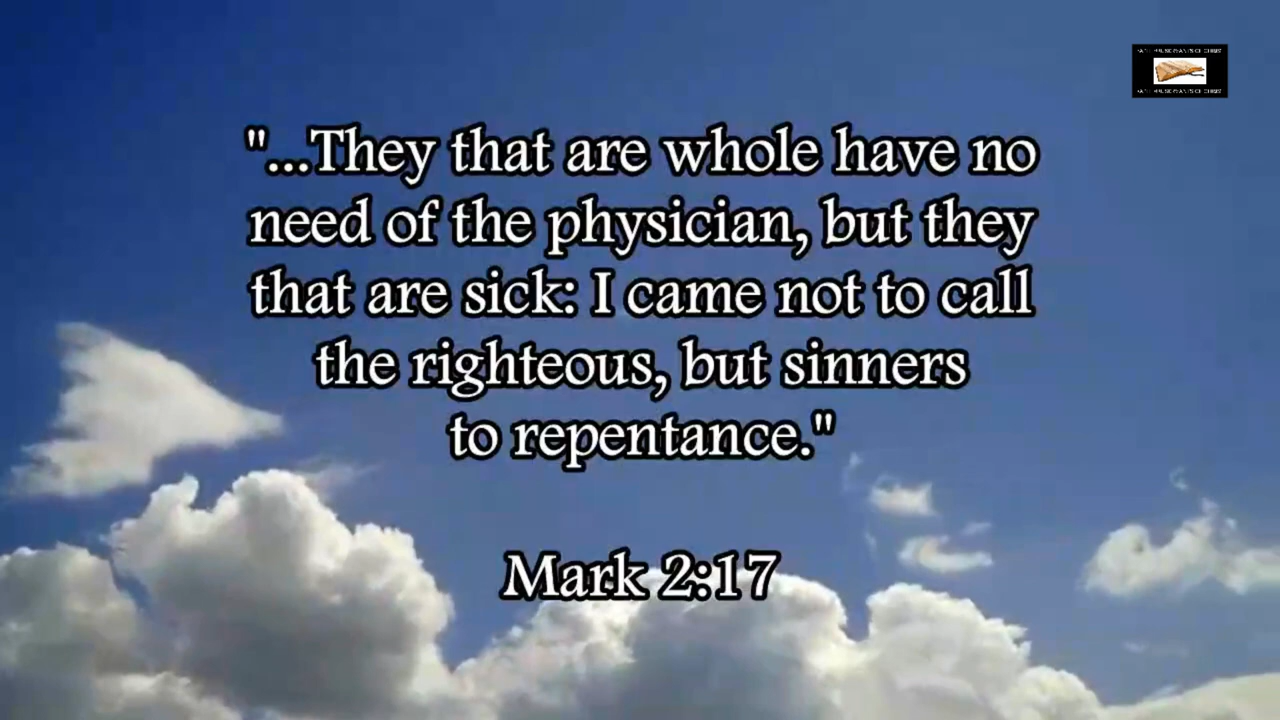 "...They that are whole have no
need of the physician, but they
that are sick: I came not to call
the righteous, but sinners
to repentance."
Mark 2:17